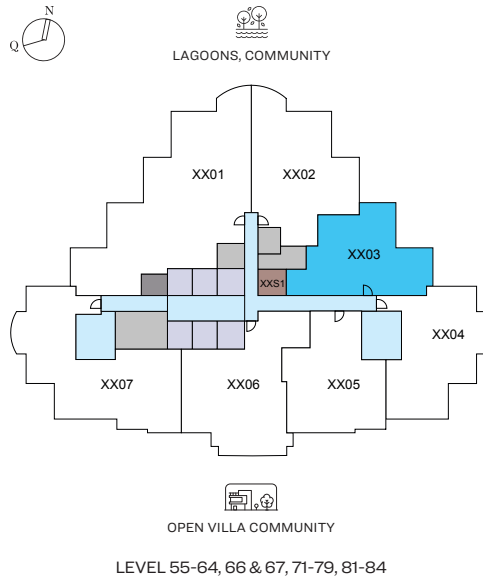 N
Q
LAGOONS, COMMUNITY
XX01
XX02
XX03
XXS1
XX04
XX07
XX06
XX05
OPEN VILLA COMMUNITY
LEVEL 55-64, 66 & 67, 71-79, 81-84